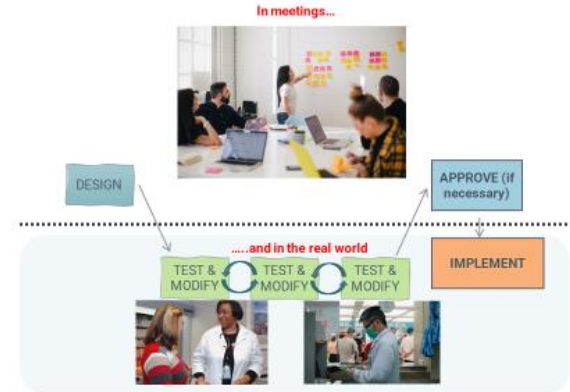 In meetings...
DESIGN
APPROVE (if
necessary)
.....and in the real world
TEST &
MODIFY
TEST &
MODIFY
TEST &
MODIFY
IMPLEMENT